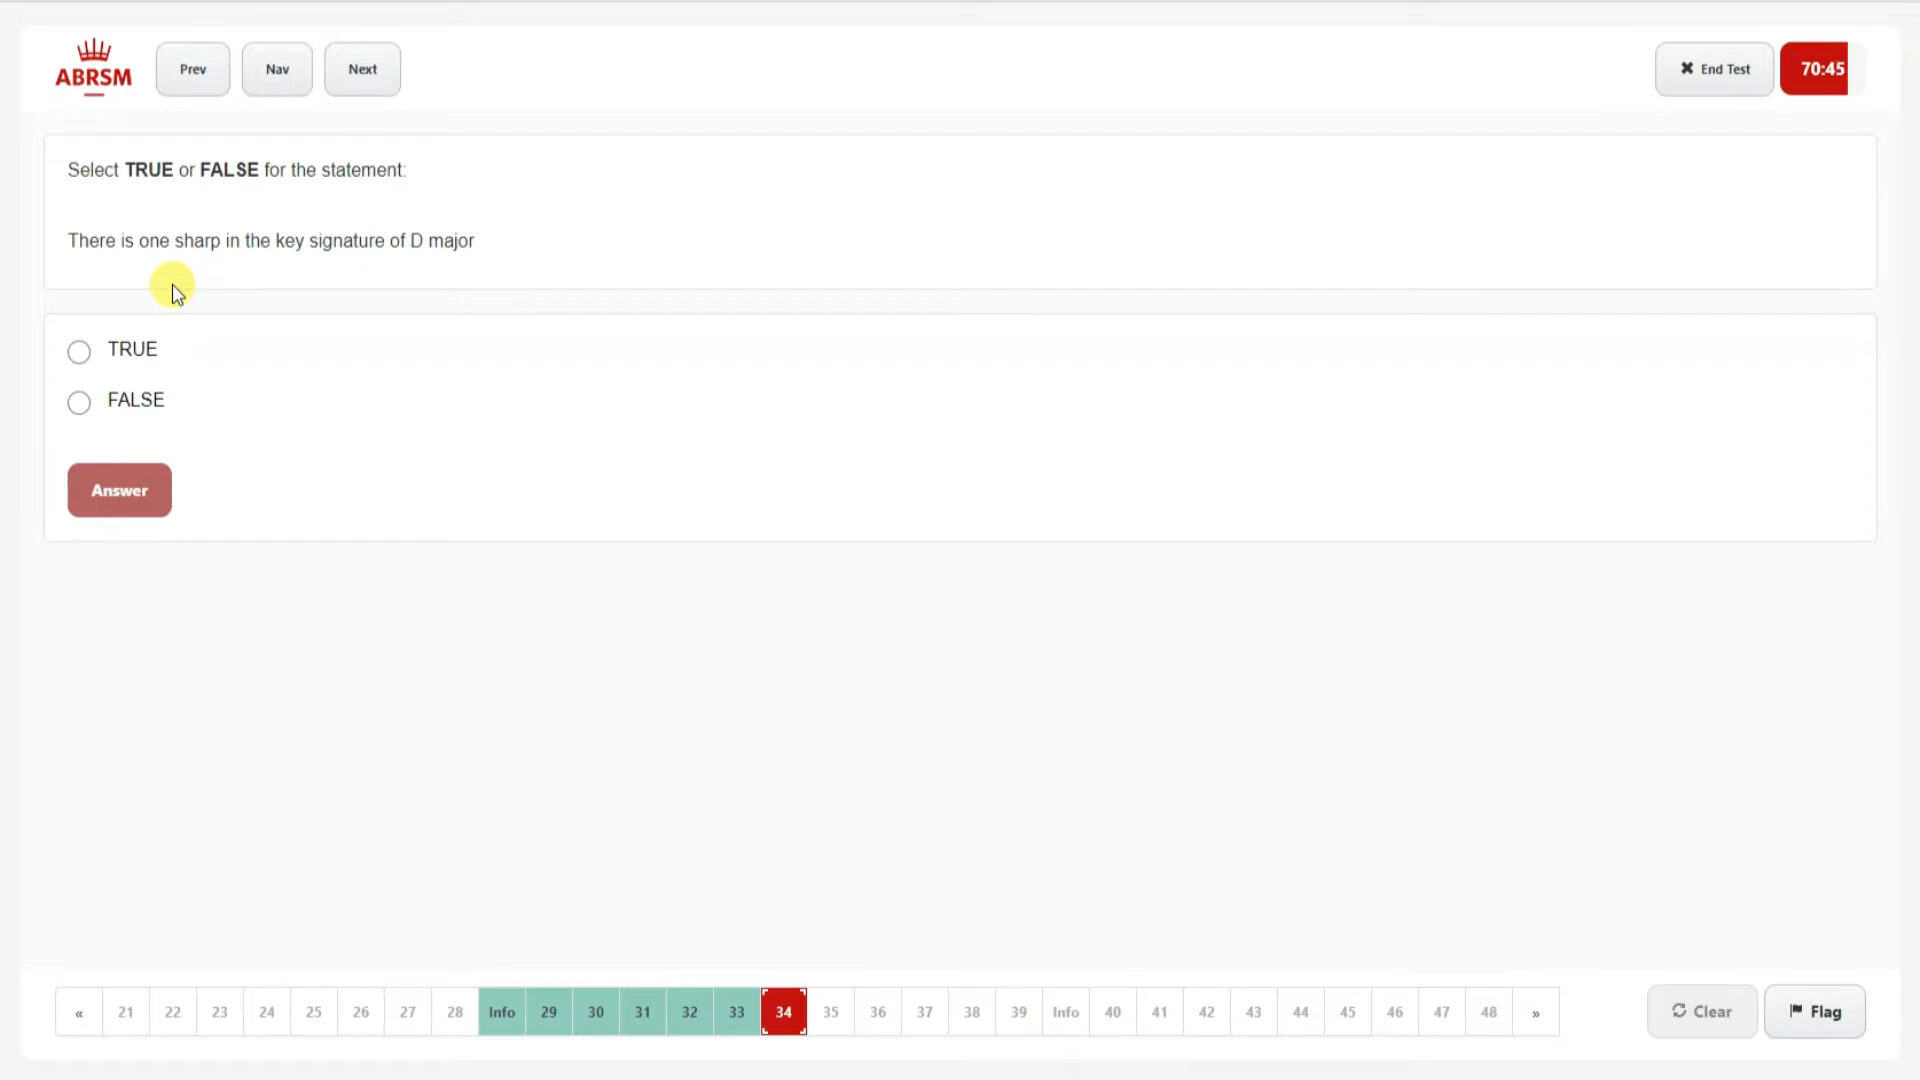 ABRSM
Prev
Nav
Next
✖ End Test
70:45
Select TRUE or FALSE for the statement:
There is one sharp in the key signature of D major
TRUE
FALSE
Answer
« 21 22 23 24 25 26 27 28 Info 29 30 31 32 33 34 35 36 37 38 39 Info 40 41 42 43 44 45 46 47 48 »
Clear
Flag